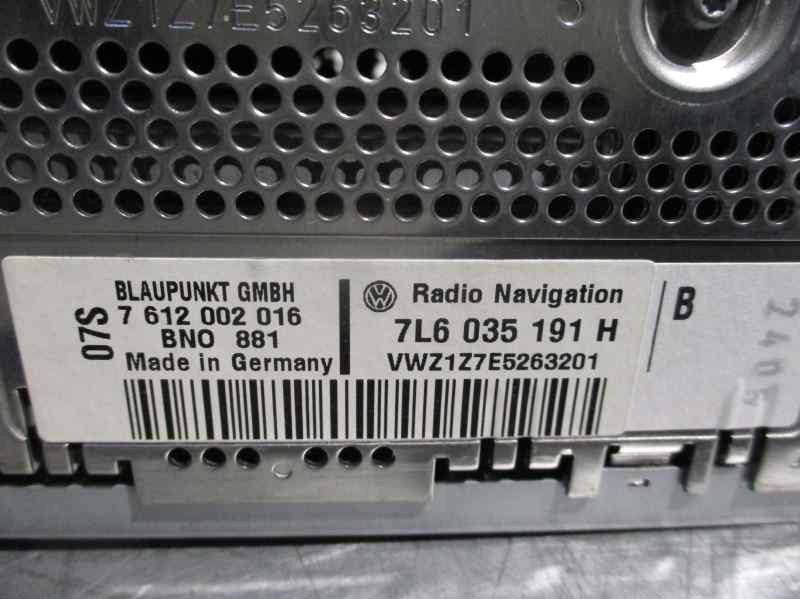 VWZ1Z7E5263201
07S
BLAUPUNKT GMBH
7 612 002 016
BNO 881
Made in Germany
Radio Navigation
7L6 035 191 H
VWZ1Z7E5263201
B
2405